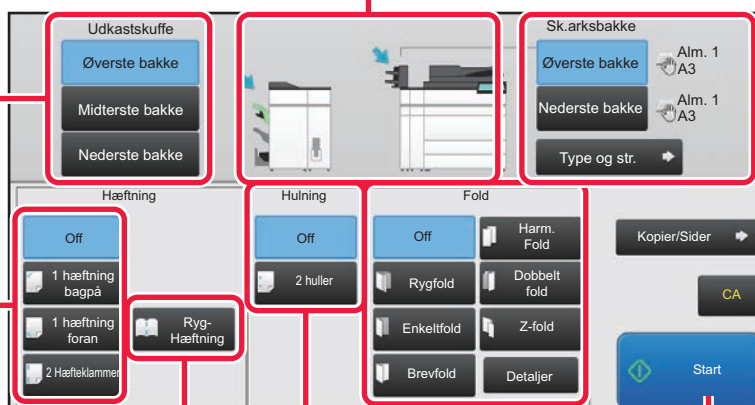 Udkastskuffe
Øverste bakke
Midterste bakke
Nederste bakke
Sk.arksbakke
Øverste bakke
Alm. 1
A3
Nederste bakke
Alm. 1
A3
Type og str.
Hæftning
Off
1 hæftning
bagpå
1 hæftning
foran
2 Hæfteklammer
Ryg-
Hæftning
Hulning
Off
2 huller
Fold
Off
Harm.
Fold
Rygfold
Dobbelt
fold
Enkeltfold
Z-fold
Brevfold
Detaljer
Kopier/Sider
CA
Start